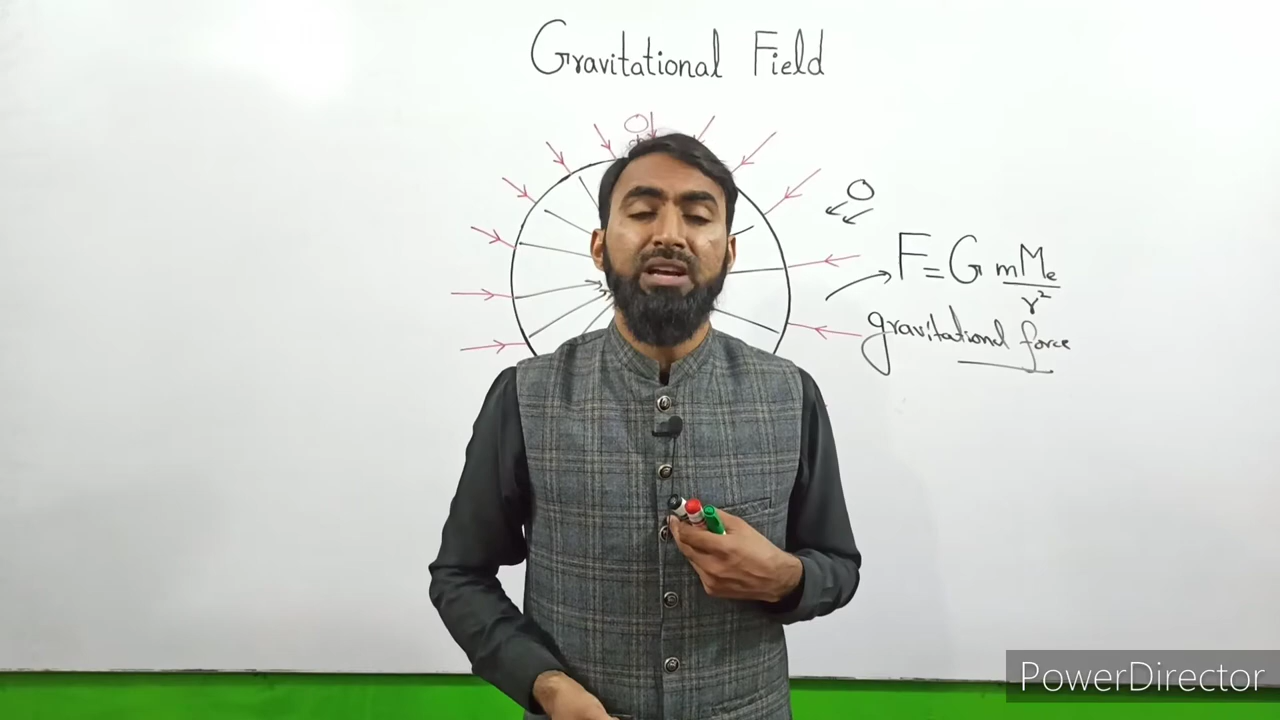 Gravitational Field
F = G mMe/r²
gravitational force
PowerDirector